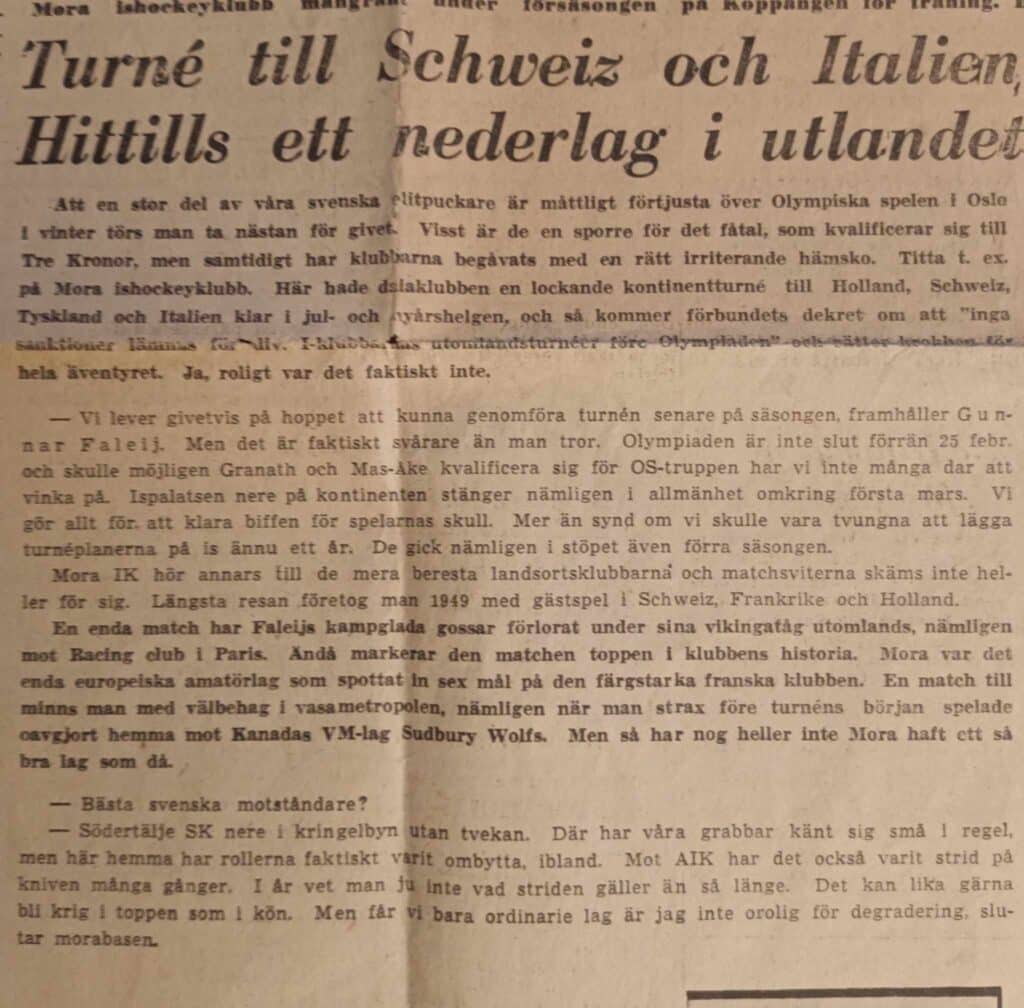 Mora ishockeyklubb mangrant under försäsongen på Koppången för träning.
Turné till Schweiz och Italien,
Hittills ett nederlag i utlandet
Att en stor del av våra svenska elitpuckare är måttligt förtjusta över Olympiska spelen i Oslo
i vinter törs man ta nästan för givet. Visst är de en sporre för det fåtal, som kvalificerar sig till
Tre Kronor, men samtidigt har klubbarna begåvats med en rätt irriterande hämsko. Titta t. ex.
på Mora ishockeyklubb. Här hade dalaklubben en lockande kontinentturné till Holland, Schweiz,
Tyskland och Italien klar i jul- och nyårshelgen, och så kommer förbundets dekret om att "inga
sanktioner lämnas för div. I-klubbarnas utomlandsturnéer före Olympiaden" och sätter krokben för
hela äventyret. Ja, roligt var det faktiskt inte.
— Vi lever givetvis på hoppet att kunna genomföra turnén senare på säsongen, framhåller Gun-
nar Faleij. Men det är faktiskt svårare än man tror. Olympiaden är inte slut förrän 25 febr.
och skulle möjligen Granath och Mas-Åke kvalificera sig för OS-truppen har vi inte många dar att
vinka på. Ispalatsen nere på kontinenten stänger nämligen i allmänhet omkring första mars. Vi
gör allt för att klara biffen för spelarnas skull. Mer än synd om vi skulle vara tvungna att lägga
turnéplanerna på is ännu ett år. De gick nämligen i stöpet även förra säsongen.
Mora IK hör annars till de mera beresta landsortsklubbarna och matchsviterna skäms inte hel-
ler för sig. Längsta resan företog man 1949 med gästspel i Schweiz, Frankrike och Holland.
En enda match har Faleijs kampglada gossar förlorat under sina vikingatåg utomlands, nämligen
mot Racing club i Paris. Ändå markerar den matchen toppen i klubbens historia. Mora var det
enda europeiska amatörlag som spottat in sex mål på den färgstarka franska klubben. En match till
minns man med välbehag i vasametropolen, nämligen när man strax före turnéns början spelade
oavgjort hemma mot Kanadas VM-lag Sudbury Wolfs. Men så har nog heller inte Mora haft ett så
bra lag som då.
— Bästa svenska motståndare?
— Södertälje SK nere i kringelbyn utan tvekan. Där har våra grabbar känt sig små i regel,
men här hemma har rollerna faktiskt varit ombytta, ibland. Mot AIK har det också varit strid på
kniven många gånger. I år vet man ju inte vad striden gäller än så länge. Det kan lika gärna
bli krig i toppen som i kön. Men får vi bara ordinarie lag är jag inte orolig för degradering, slu-
tar morabasen.